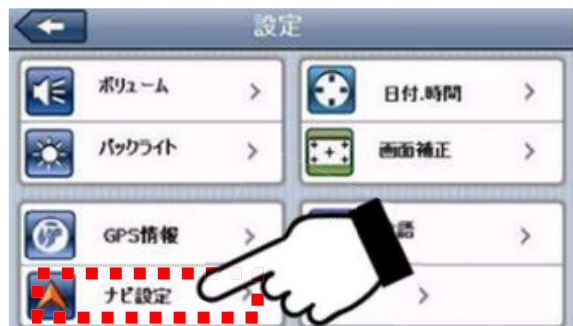 設定
ボリューム
日付.時間
バックライト
画面補正
GPS情報
語
ナビ設定